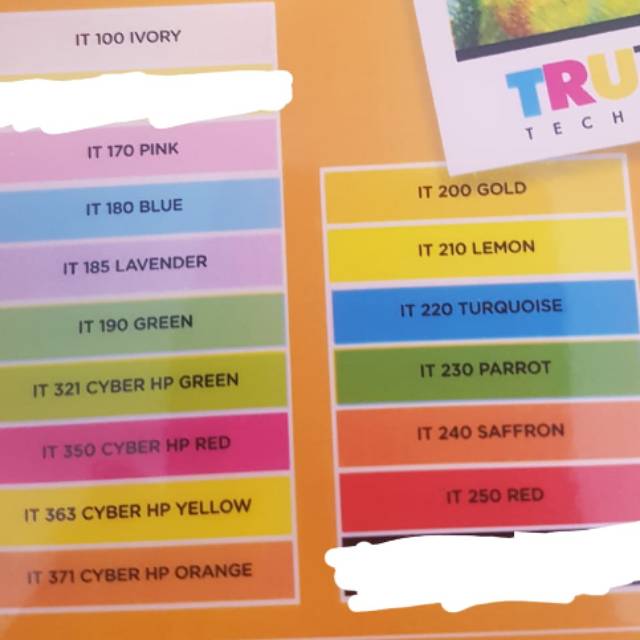 IT 100 IVORY
IT 170 PINK
IT 180 BLUE
IT 185 LAVENDER
IT 190 GREEN
IT 321 CYBER HP GREEN
IT 350 CYBER HP RED
IT 363 CYBER HP YELLOW
IT 371 CYBER HP ORANGE
TRU
TECH
IT 200 GOLD
IT 210 LEMON
IT 220 TURQUOISE
IT 230 PARROT
IT 240 SAFFRON
IT 250 RED